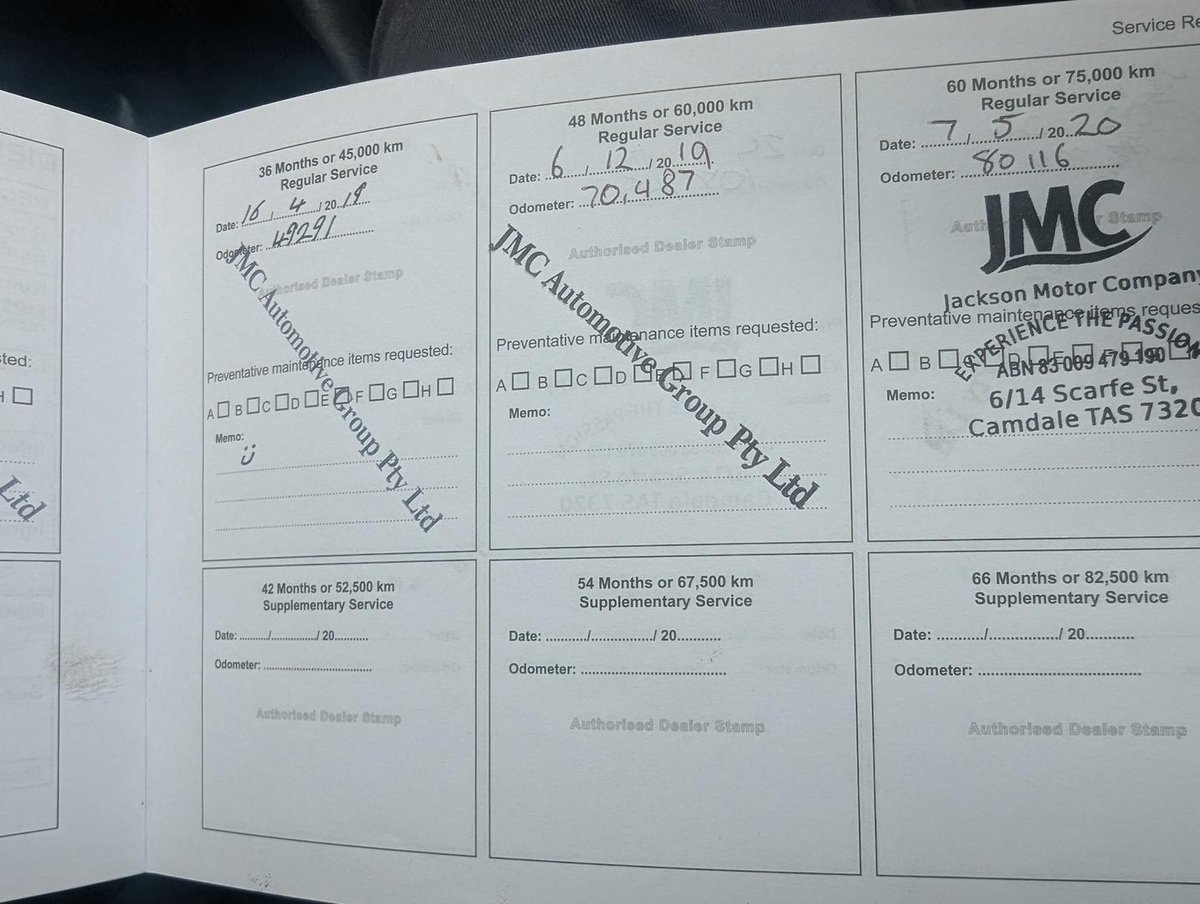 Service Re
36 Months or 45,000 km
Regular Service
Date: 16 / 4 / 2019
Odometer: 49291
Authorised Dealer Stamp
JMC Automotive Group Pty Ltd
Preventative maintenance items requested:
A B C D E F G H
Memo:
48 Months or 60,000 km
Regular Service
Date: 6 / 12 / 2019
Odometer: 70,487
Authorised Dealer Stamp
JMC Automotive Group Pty Ltd
Preventative maintenance items requested:
A B C D E F G H
Memo:
60 Months or 75,000 km
Regular Service
Date: 7 / 5 / 2020
Odometer: 80116
Authorised Dealer Stamp
JMC
Jackson Motor Company
Preventative maintenance items reques
EXPERIENCE THE PASSION
A B D E
ABN 83 009 479 190
Memo:
6/14 Scarfe St,
Camdale TAS 7320
sted:
H
Ltd
42 Months or 52,500 km
Supplementary Service
Date: / / 20
Odometer:
Authorised Dealer Stamp
54 Months or 67,500 km
Supplementary Service
Date: / / 20
Odometer:
Authorised Dealer Stamp
66 Months or 82,500 km
Supplementary Service
Date: / / 20
Odometer:
Authorised Dealer Stamp